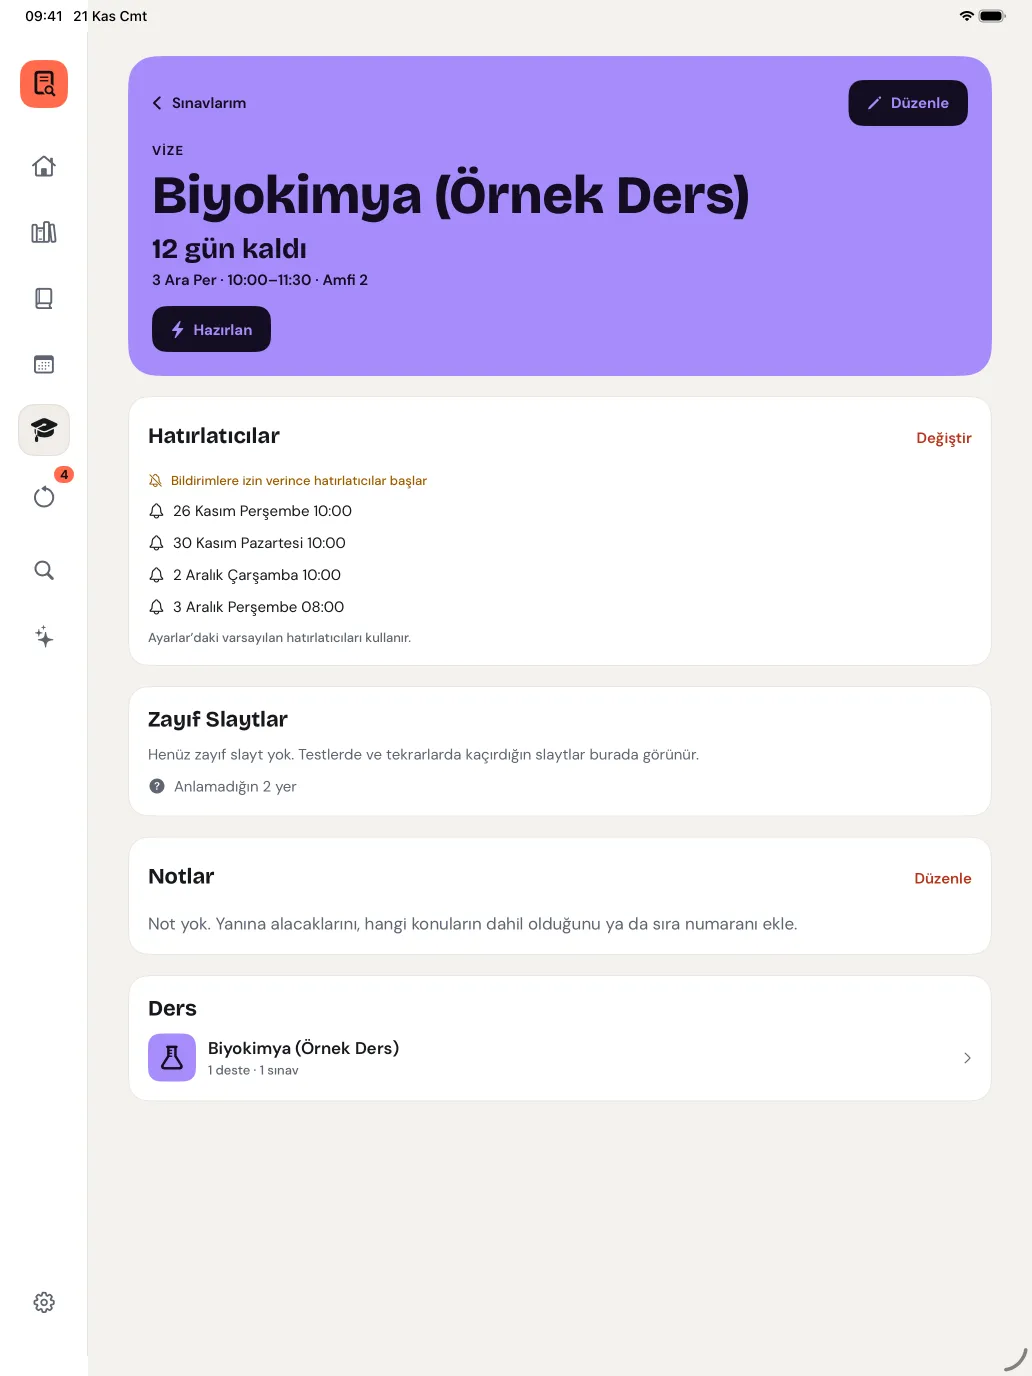 09:41 21 Kas Cmt
Sınavlarım
Düzenle
VİZE
Biyokimya (Örnek Ders)
12 gün kaldı
3 Ara Per · 10:00–11:30 · Amfi 2
Hazırlan
Hatırlatıcılar
Değiştir
Bildirimlere izin verince hatırlatıcılar başlar
26 Kasım Perşembe 10:00
30 Kasım Pazartesi 10:00
2 Aralık Çarşamba 10:00
3 Aralık Perşembe 08:00
Ayarlar’daki varsayılan hatırlatıcıları kullanır.
4
Zayıf Slaytlar
Henüz zayıf slayt yok. Testlerde ve tekrarlarda kaçırdığın slaytlar burada görünür.
? Anlamadığın 2 yer
Notlar
Düzenle
Not yok. Yanına alacaklarını, hangi konuların dahil olduğunu ya da sıra numaranı ekle.
Ders
Biyokimya (Örnek Ders)
1 deste · 1 sınav